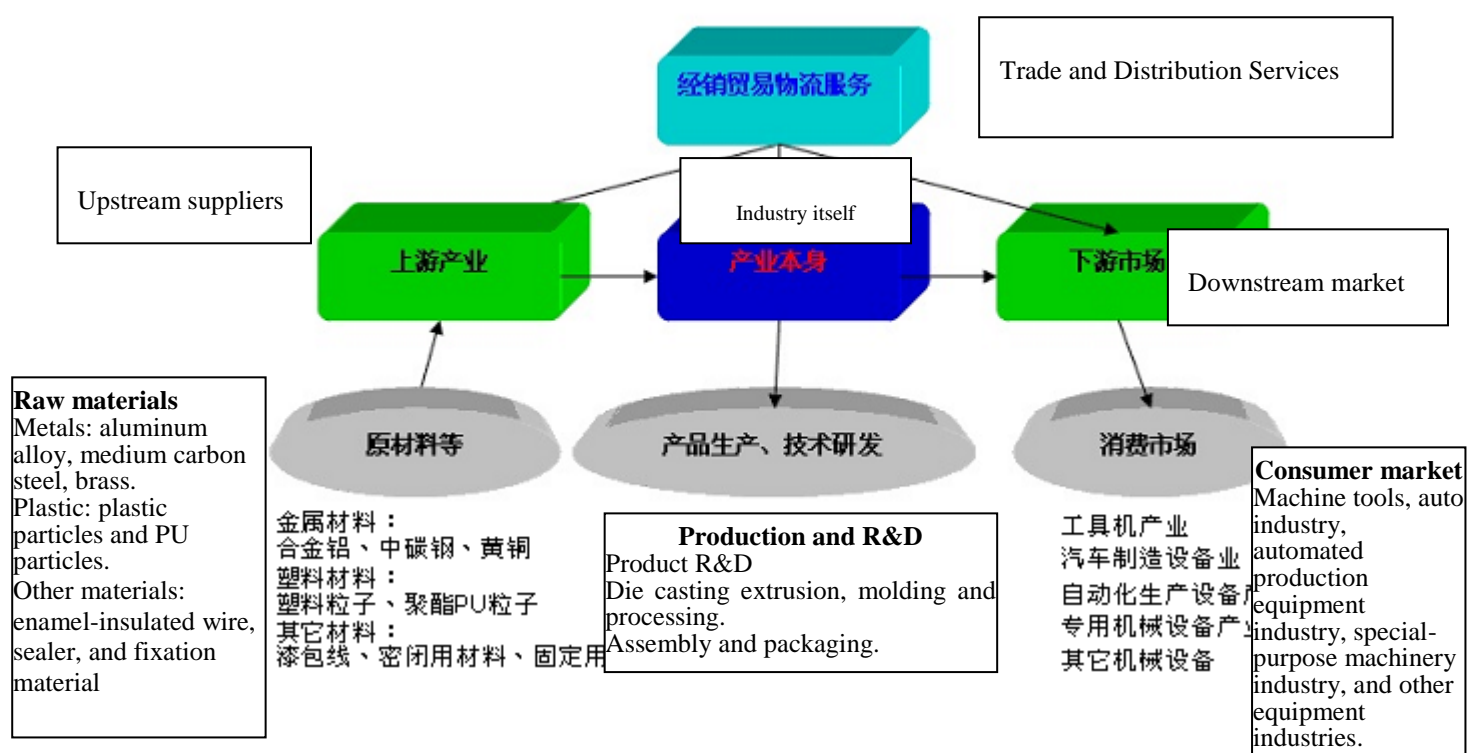 经销贸易物流服务
Trade and Distribution Services
Upstream suppliers
Industry itself
上游产业
产业本身
下游市场
Downstream market
Raw materials
Metals: aluminum
alloy, medium carbon
steel, brass.
Plastic: plastic
particles and PU
particles.
Other materials:
enamel-insulated wire,
sealer, and fixation
material
原材料等
金属材料：
合金铝、中碳钢、黄铜
塑料材料：
塑料粒子、聚酯PU粒子
其它材料：
漆包线、密闭用材料、固定用
产品生产、技术研发
Production and R&D
Product R&D
Die casting extrusion, molding and
processing.
Assembly and packaging.
消费市场
工具机产业
汽车制造设备业
自动化生产设备
专用机械设备产业
其它机械设备
Consumer market
Machine tools, auto
industry,
automated
production
equipment
industry, special-
purpose machinery
industry, and other
equipment
industries.